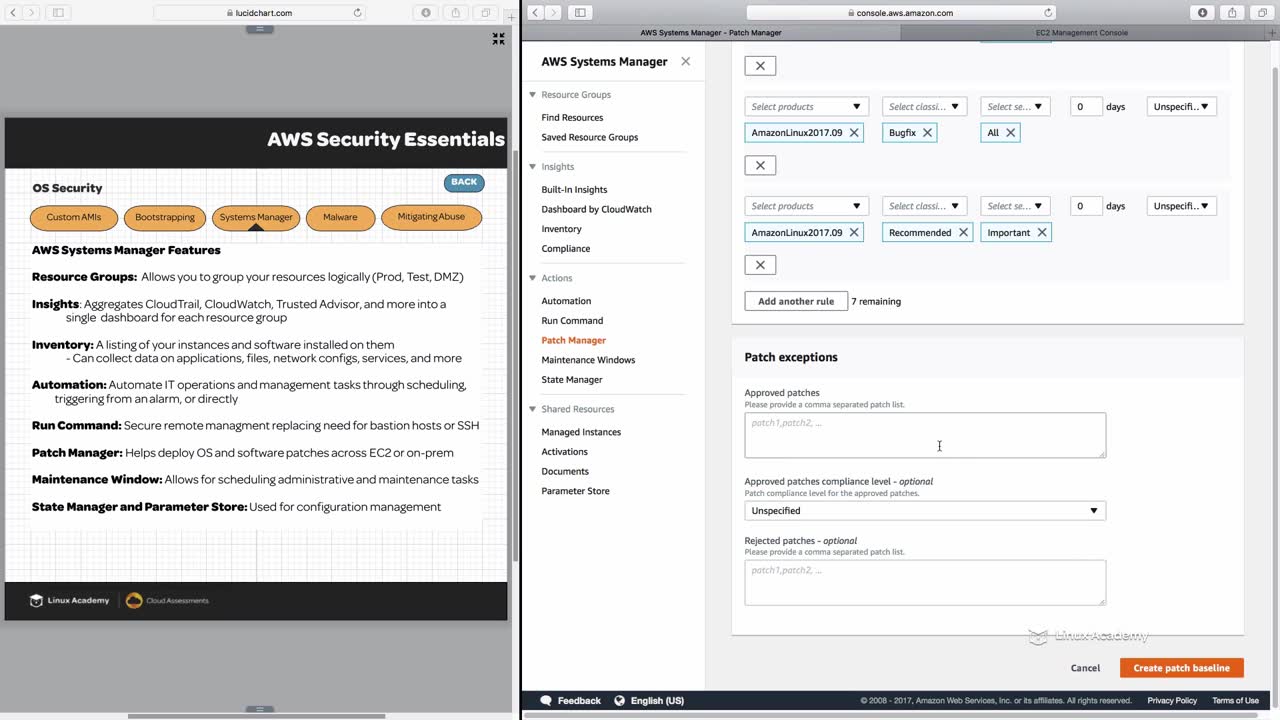 lucidchart.com
AWS Security Essentials
OS Security
BACK
Custom AMIs
Bootstrapping
Systems Manager
Malware
Mitigating Abuse
AWS Systems Manager Features
Resource Groups: Allows you to group your resources logically (Prod, Test, DMZ)
Insights: Aggregates CloudTrail, CloudWatch, Trusted Advisor, and more into a
single dashboard for each resource group
Inventory: A listing of your instances and software installed on them
- Can collect data on applications, files, network configs, services, and more
Automation: Automate IT operations and management tasks through scheduling,
triggering from an alarm, or directly
Run Command: Secure remote managment replacing need for bastion hosts or SSH
Patch Manager: Helps deploy OS and software patches across EC2 or on-prem
Maintenance Window: Allows for scheduling administrative and maintenance tasks
State Manager and Parameter Store: Used for configuration management
Linux Academy
Cloud Assessments
console.aws.amazon.com
AWS Systems Manager - Patch Manager
EC2 Management Console
AWS Systems Manager
Resource Groups
Find Resources
Saved Resource Groups
Insights
Built-In Insights
Dashboard by CloudWatch
Inventory
Compliance
Actions
Automation
Run Command
Patch Manager
Maintenance Windows
State Manager
Shared Resources
Managed Instances
Activations
Documents
Parameter Store
Select products Select classi... Select se... 0 days Unspecifi..
AmazonLinux2017.09 Bugfix All
Select products Select classi... Select se... 0 days Unspecifi..
AmazonLinux2017.09 Recommended Important
Add another rule 7 remaining
Patch exceptions
Approved patches
Please provide a comma separated patch list.
patch1,patch2, ...
Approved patches compliance level - optional
Patch compliance level for the approved patches.
Unspecified
Rejected patches - optional
Please provide a comma separated patch list.
patch1,patch2, ...
Linux Academy
Cancel Create patch baseline
Feedback English (US) © 2008 - 2017, Amazon Web Services, Inc. or its affiliates. All rights reserved. Privacy Policy Terms of Use